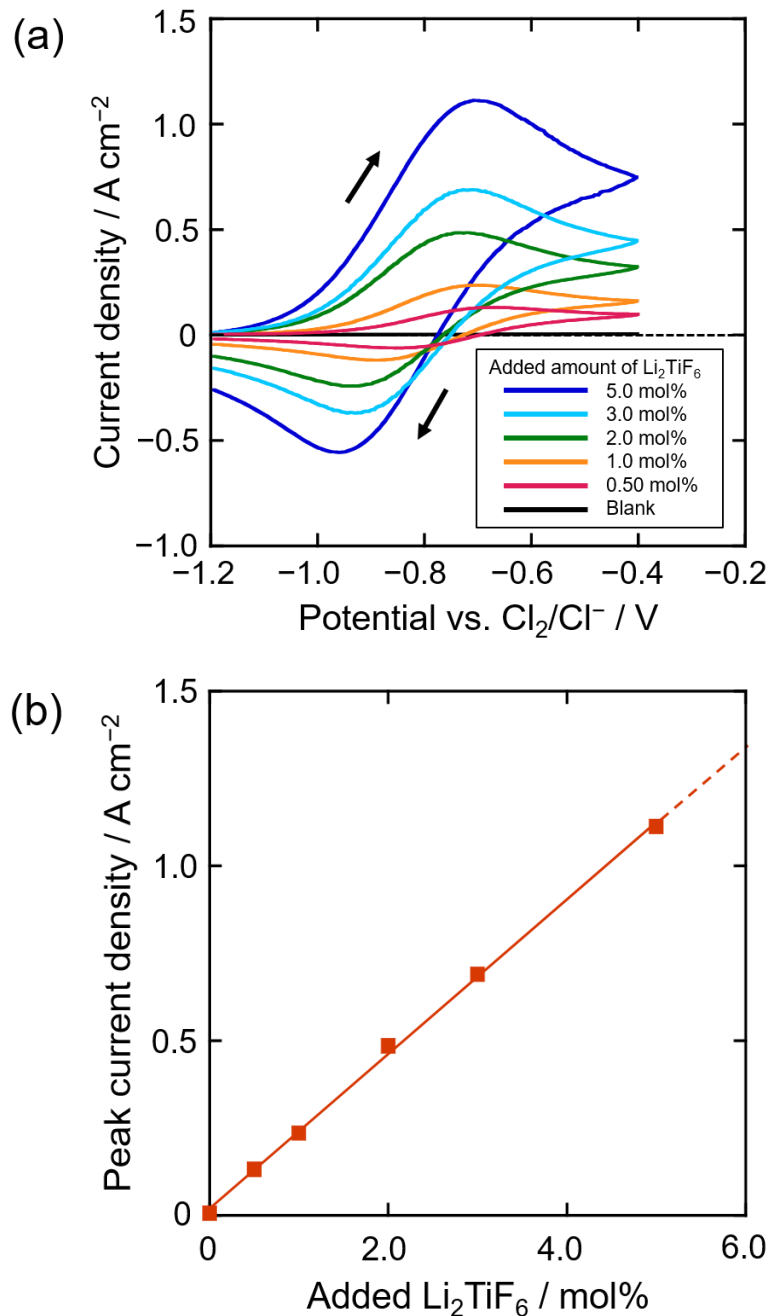 (a)
1.5
1.0
0.5
0
−0.5
−1.0
Current density / A cm⁻²
−1.2 −1.0 −0.8 −0.6 −0.4 −0.2
Potential vs. Cl₂/Cl⁻ / V
Added amount of Li₂TiF₆
5.0 mol%
3.0 mol%
2.0 mol%
1.0 mol%
0.50 mol%
Blank
(b)
1.5
1.0
0.5
0
Peak current density / A cm⁻²
0 2.0 4.0 6.0
Added Li₂TiF₆ / mol%